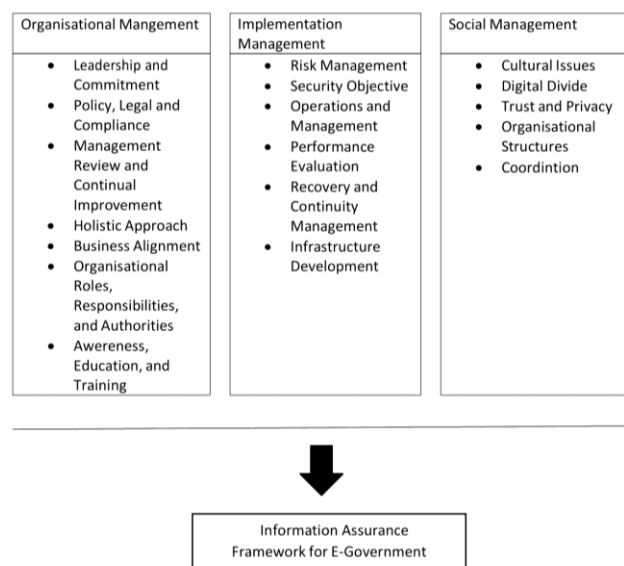 Organisational Mangement
• Leadership and
Commitment
• Policy, Legal and
Compliance
• Management
Review and
Continual
Improvement
• Holistic Approach
• Business Alignment
• Organisational
Roles,
Responsibilities,
and Authorities
• Awereness,
Education, and
Training
Implementation
Management
• Risk Management
• Security Objective
• Operations and
Management
• Performance
Evaluation
• Recovery and
Continuity
Management
• Infrastructure
Development
Social Management
• Cultural Issues
• Digital Divide
• Trust and Privacy
• Organisational
Structures
• Coordintion
Information Assurance
Framework for E-Government